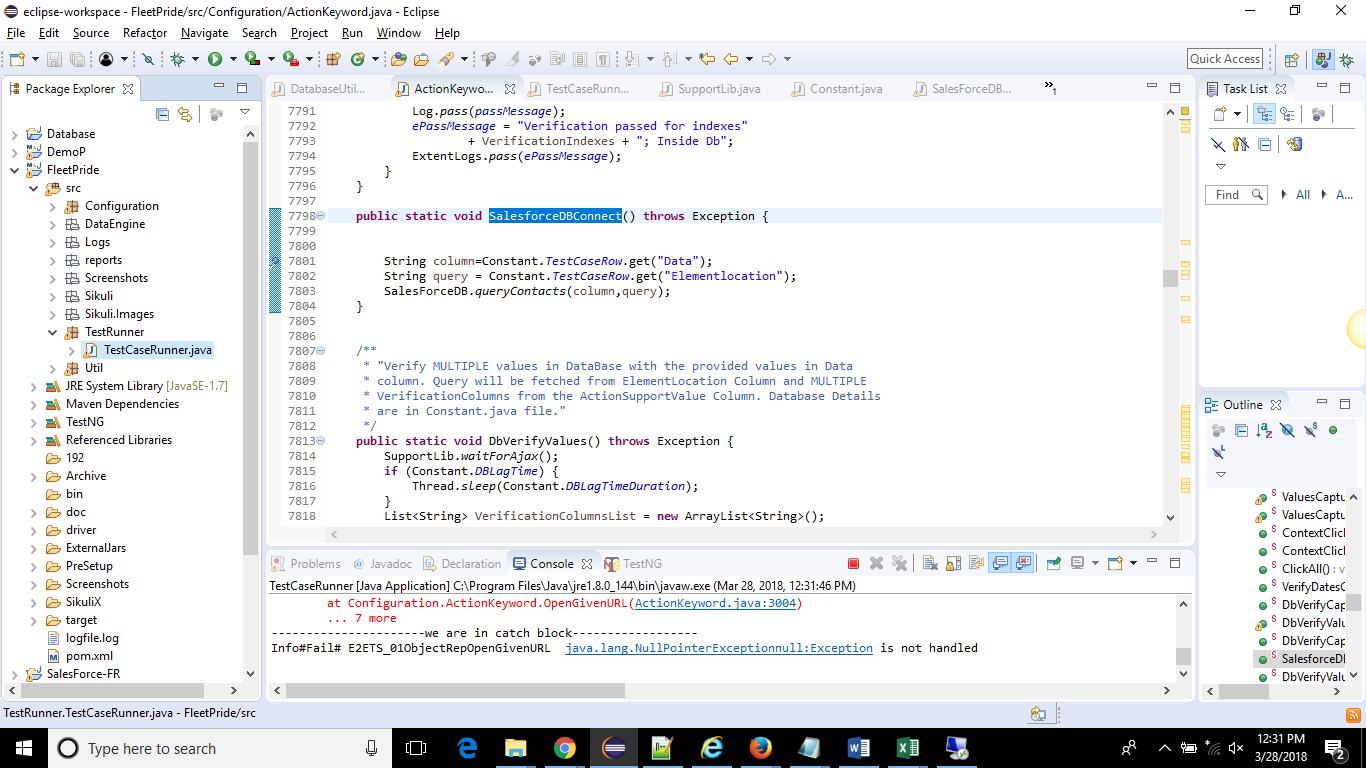 eclipse-workspace - FleetPride/src/Configuration/ActionKeyword.java - Eclipse
File Edit Source Refactor Navigate Search Project Run Window Help
Quick Access
Package Explorer
Database
DemoP
FleetPride
src
Configuration
DataEngine
Logs
reports
Screenshots
Sikuli
Sikuli.Images
TestRunner
TestCaseRunner.java
Util
JRE System Library [JavaSE-1.7]
Maven Dependencies
TestNG
Referenced Libraries
192
Archive
bin
doc
driver
ExternalJars
PreSetup
Screenshots
SikuliX
target
logfile.log
pom.xml
SalesForce-FR
DatabaseUtil... ActionKeywo... TestCaseRunn... SupportLib.java Constant.java SalesForceDB... »1
7791 Log.pass(passMessage);
7792 ePassMessage = "Verification passed for indexes"
7793 + VerificationIndexes + "; Inside Db";
7794 ExtentLogs.pass(ePassMessage);
7795 }
7796 }
7797
7798 public static void SalesforceDBConnect() throws Exception {
7799
7800
7801 String column=Constant.TestCaseRow.get("Data");
7802 String query = Constant.TestCaseRow.get("Elementlocation");
7803 SalesForceDB.queryContacts(column,query);
7804 }
7805
7806
7807 /**
7808 * "Verify MULTIPLE values in DataBase with the provided values in Data
7809 * column. Query will be fetched from ElementLocation Column and MULTIPLE
7810 * VerificationColumns from the ActionSupportValue Column. Database Details
7811 * are in Constant.java file."
7812 */
7813 public static void DbVerifyValues() throws Exception {
7814 SupportLib.waitForAjax();
7815 if (Constant.DBLagTime) {
7816 Thread.sleep(Constant.DBLagTimeDuration);
7817 }
7818 List<String> VerificationColumnsList = new ArrayList<String>();
Problems Javadoc Declaration Console TestNG
TestCaseRunner [Java Application] C:\Program Files\Java\jre1.8.0_144\bin\javaw.exe (Mar 28, 2018, 12:31:46 PM)
at Configuration.ActionKeyword.OpenGivenURL(ActionKeyword.java:3004)
... 7 more
----------------------we are in catch block------------------
Info#Fail# E2ETS_01ObjectRepOpenGivenURL java.lang.NullPointerExceptionnull:Exception is not handled
Task List
Find All A...
Outline
ValuesCaptu
ValuesCaptu
ContextClicl
ContextClicl
ClickAll() : v
VerifyDatesC
DbVerifyCap
DbVerifyValu
DbVerifyCap
SalesforceDI
DbVerifyValu
TestRunner.TestCaseRunner.java - FleetPride/src
Type here to search
12:31 PM
3/28/2018
2